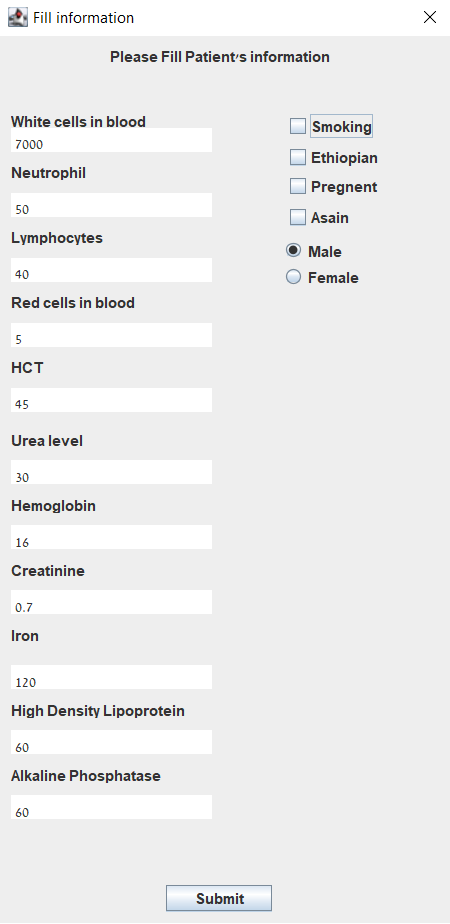 Fill information
Please Fill Patient's information
White cells in blood
7000
Neutrophil
50
Lymphocytes
40
Red cells in blood
5
HCT
45
Urea level
30
Hemoglobin
16
Creatinine
0.7
Iron
120
High Density Lipoprotein
60
Alkaline Phosphatase
60
Smoking
Ethiopian
Pregnent
Asain
Male
Female
Submit